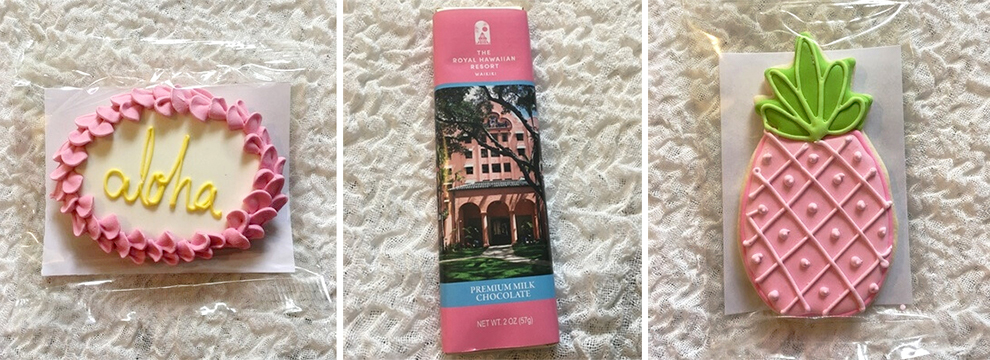 aloha
THE
ROYAL HAWAIIAN
RESORT
WAIKIKI
PREMIUM MILK
CHOCOLATE
NET WT. 2 OZ (57g)